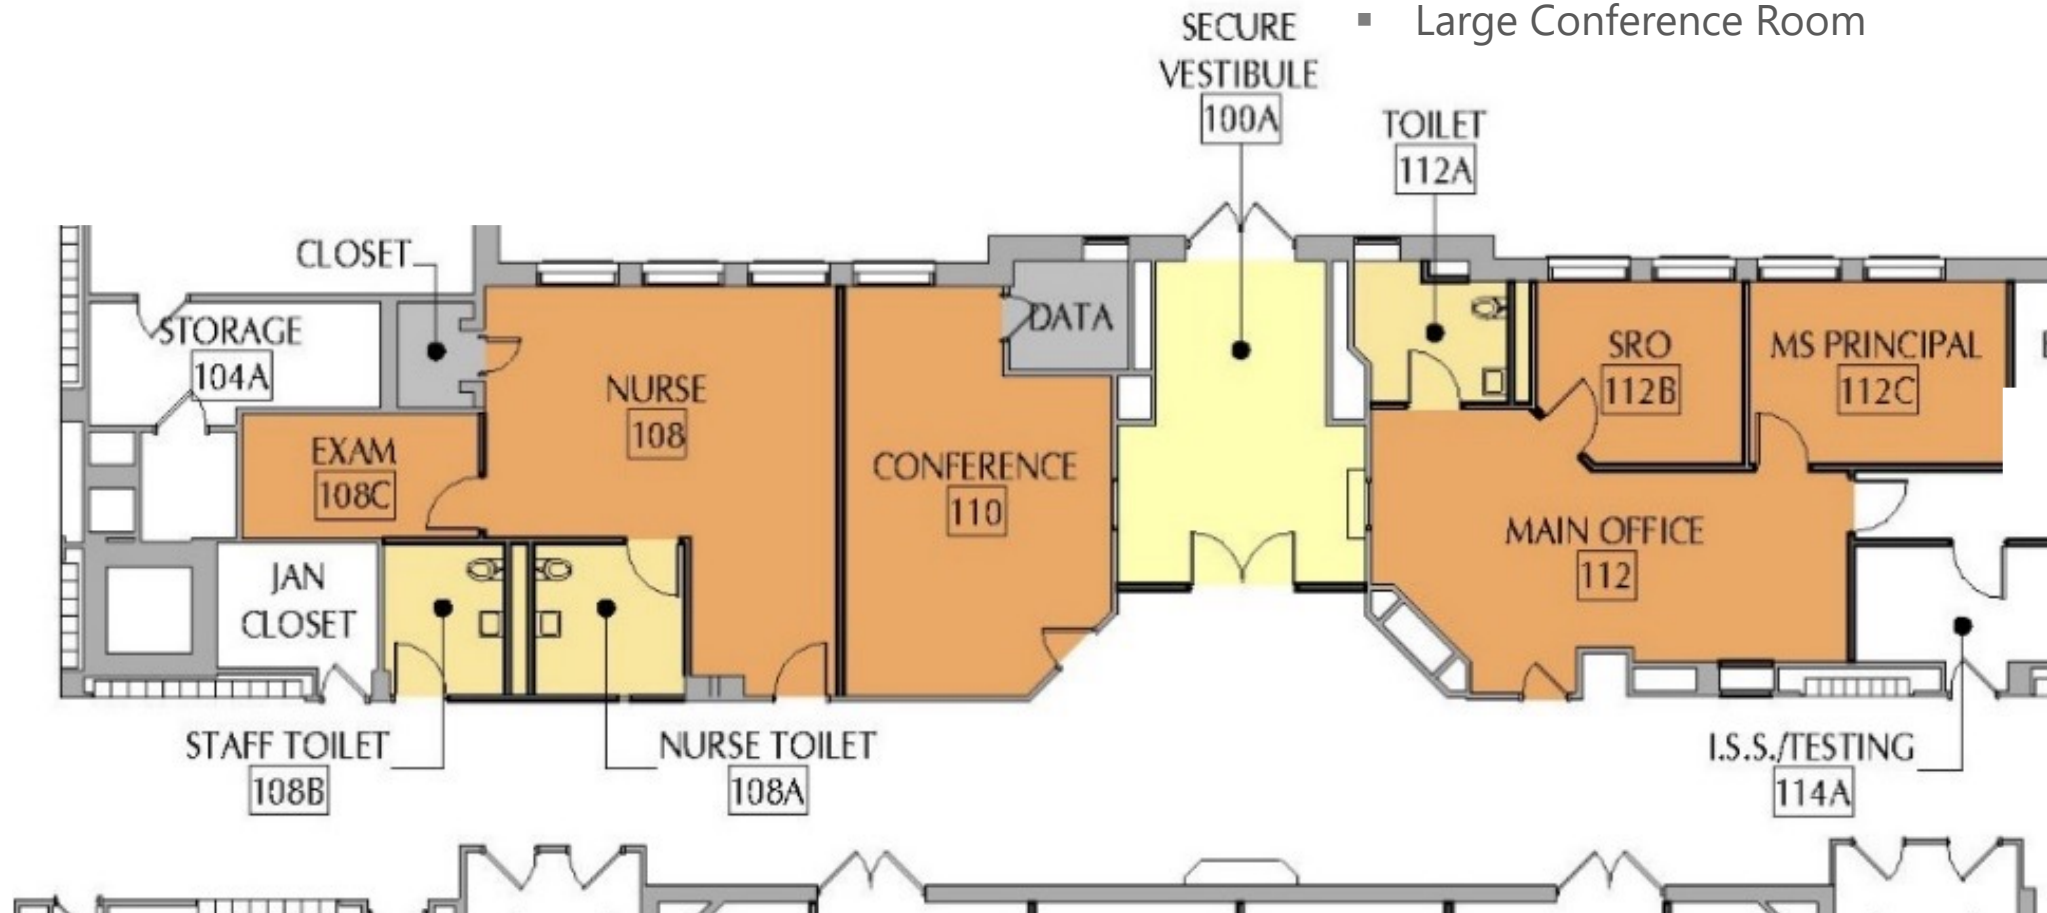 ▪ Large Conference Room
SECURE
VESTIBULE
100A
TOILET
112A
CLOSET
STORAGE
104A
DATA
NURSE
108
SRO
112B
MS PRINCIPAL
112C
EXAM
108C
CONFERENCE
110
MAIN OFFICE
112
JAN
CLOSET
STAFF TOILET
108B
NURSE TOILET
108A
I.S.S./TESTING
114A